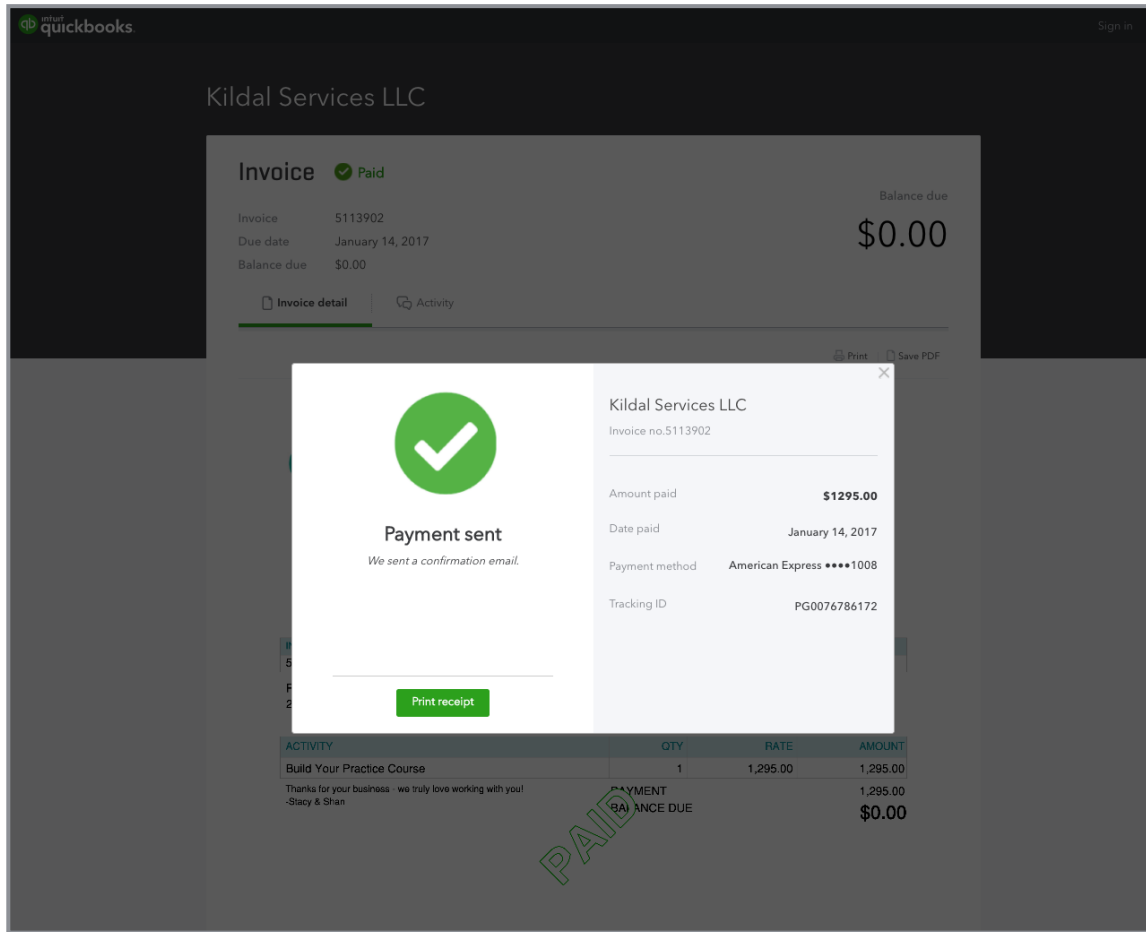 intuit
quickbooks.
Sign in
Kildal Services LLC
Invoice Paid
Balance due
$0.00
Invoice 5113902
Due date January 14, 2017
Balance due $0.00
Invoice detail Activity
Print Save PDF
Payment sent
We sent a confirmation email.
Print receipt
Kildal Services LLC
Invoice no.5113902
Amount paid $1295.00
Date paid January 14, 2017
Payment method American Express ••••1008
Tracking ID PG0076786172
ACTIVITY QTY RATE AMOUNT
Build Your Practice Course 1 1,295.00 1,295.00
Thanks for your business - we truly love working with you!
-Stacy & Shan
PAYMENT 1,295.00
BALANCE DUE $0.00
PAID